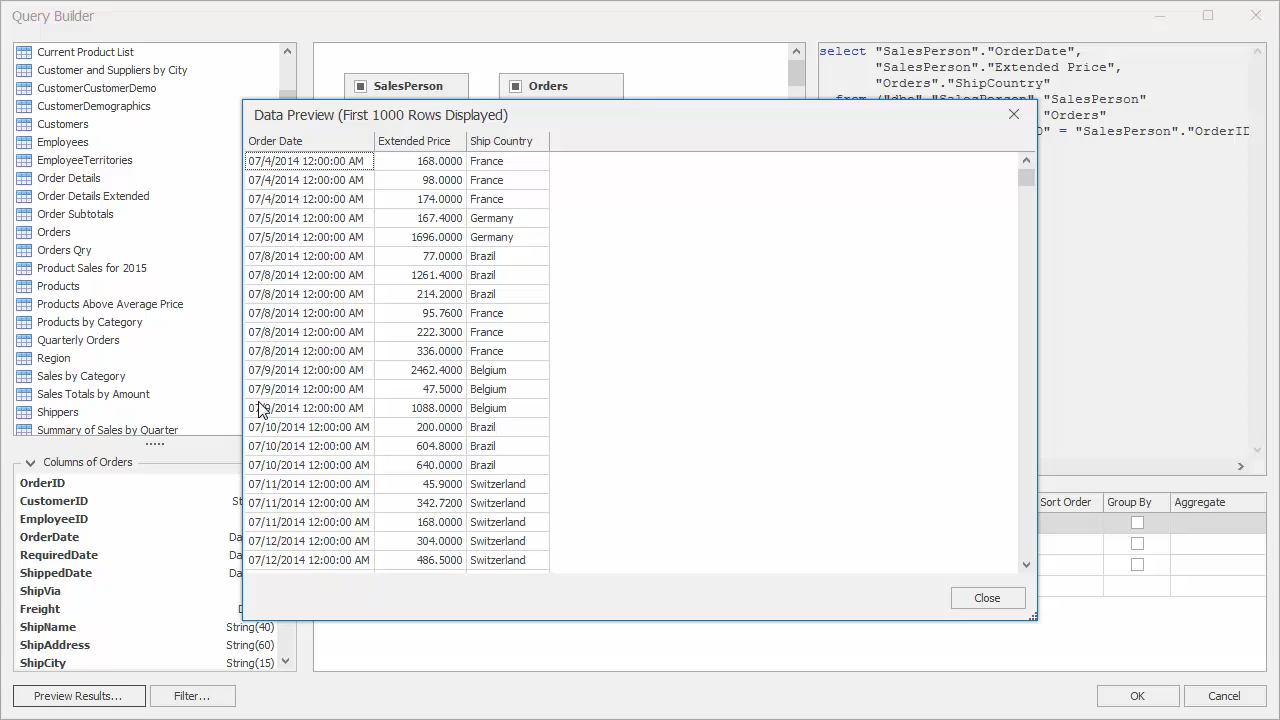 Query Builder
Current Product List
Customer and Suppliers by City
CustomerCustomerDemo
CustomerDemographics
Customers
Employees
EmployeeTerritories
Order Details
Order Details Extended
Order Subtotals
Orders
Orders Qry
Product Sales for 2015
Products
Products Above Average Price
Products by Category
Quarterly Orders
Region
Sales by Category
Sales Totals by Amount
Shippers
Summary of Sales by Quarter
Columns of Orders
OrderID
CustomerID St
EmployeeID
OrderDate Da
RequiredDate Da
ShippedDate Da
ShipVia
Freight
ShipName String(40)
ShipAddress String(60)
ShipCity String(15)
Preview Results...
Filter...
SalesPerson
Orders
select "SalesPerson"."OrderDate",
"SalesPerson"."Extended Price",
"Orders"."ShipCountry"
"SalesPerson"
"Orders"
D" = "SalesPerson"."OrderID
Data Preview (First 1000 Rows Displayed)
Order Date Extended Price Ship Country
07/4/2014 12:00:00 AM 168.0000 France
07/4/2014 12:00:00 AM 98.0000 France
07/4/2014 12:00:00 AM 174.0000 France
07/5/2014 12:00:00 AM 167.4000 Germany
07/5/2014 12:00:00 AM 1696.0000 Germany
07/8/2014 12:00:00 AM 77.0000 Brazil
07/8/2014 12:00:00 AM 1261.4000 Brazil
07/8/2014 12:00:00 AM 214.2000 Brazil
07/8/2014 12:00:00 AM 95.7600 France
07/8/2014 12:00:00 AM 222.3000 France
07/8/2014 12:00:00 AM 336.0000 France
07/9/2014 12:00:00 AM 2462.4000 Belgium
07/9/2014 12:00:00 AM 47.5000 Belgium
07/9/2014 12:00:00 AM 1088.0000 Belgium
07/10/2014 12:00:00 AM 200.0000 Brazil
07/10/2014 12:00:00 AM 604.8000 Brazil
07/10/2014 12:00:00 AM 640.0000 Brazil
07/11/2014 12:00:00 AM 45.9000 Switzerland
07/11/2014 12:00:00 AM 342.7200 Switzerland
07/11/2014 12:00:00 AM 168.0000 Switzerland
07/12/2014 12:00:00 AM 304.0000 Switzerland
07/12/2014 12:00:00 AM 486.5000 Switzerland
Close
Sort Order Group By Aggregate
OK
Cancel